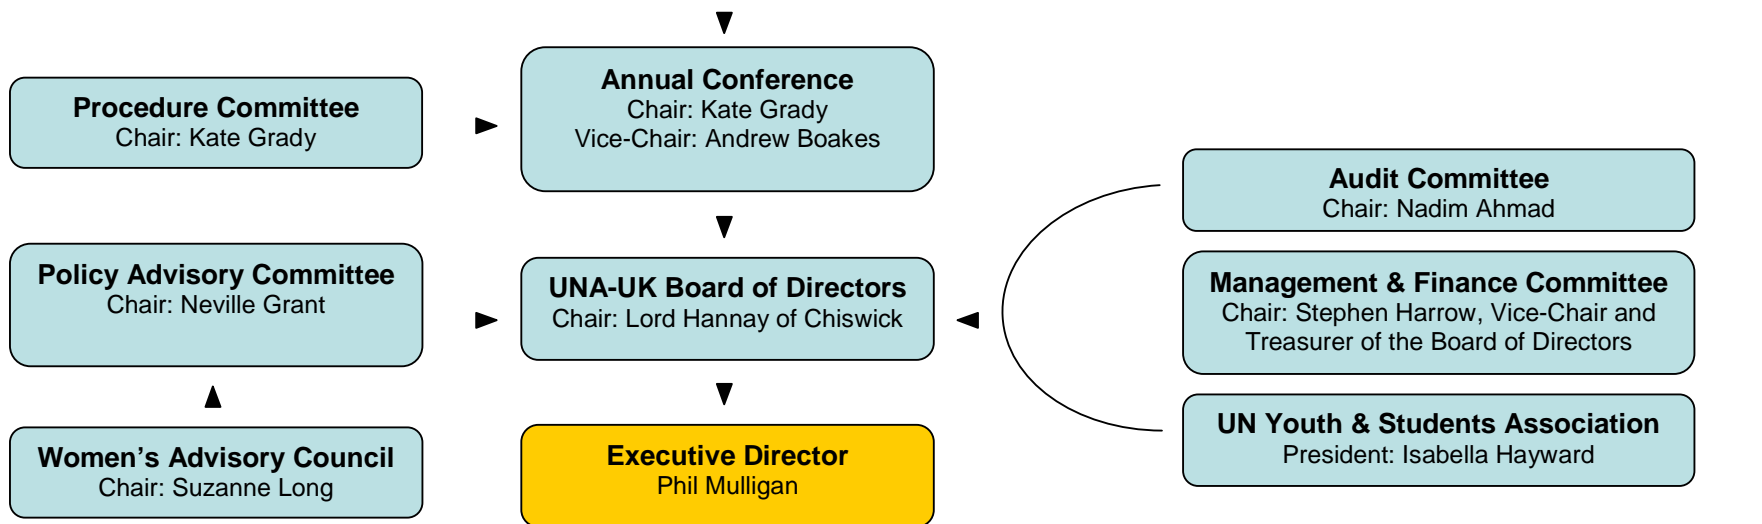 Procedure Committee
Chair: Kate Grady
Annual Conference
Chair: Kate Grady
Vice-Chair: Andrew Boakes
Policy Advisory Committee
Chair: Neville Grant
UNA-UK Board of Directors
Chair: Lord Hannay of Chiswick
Audit Committee
Chair: Nadim Ahmad
Management & Finance Committee
Chair: Stephen Harrow, Vice-Chair and
Treasurer of the Board of Directors
Women’s Advisory Council
Chair: Suzanne Long
Executive Director
Phil Mulligan
UN Youth & Students Association
President: Isabella Hayward